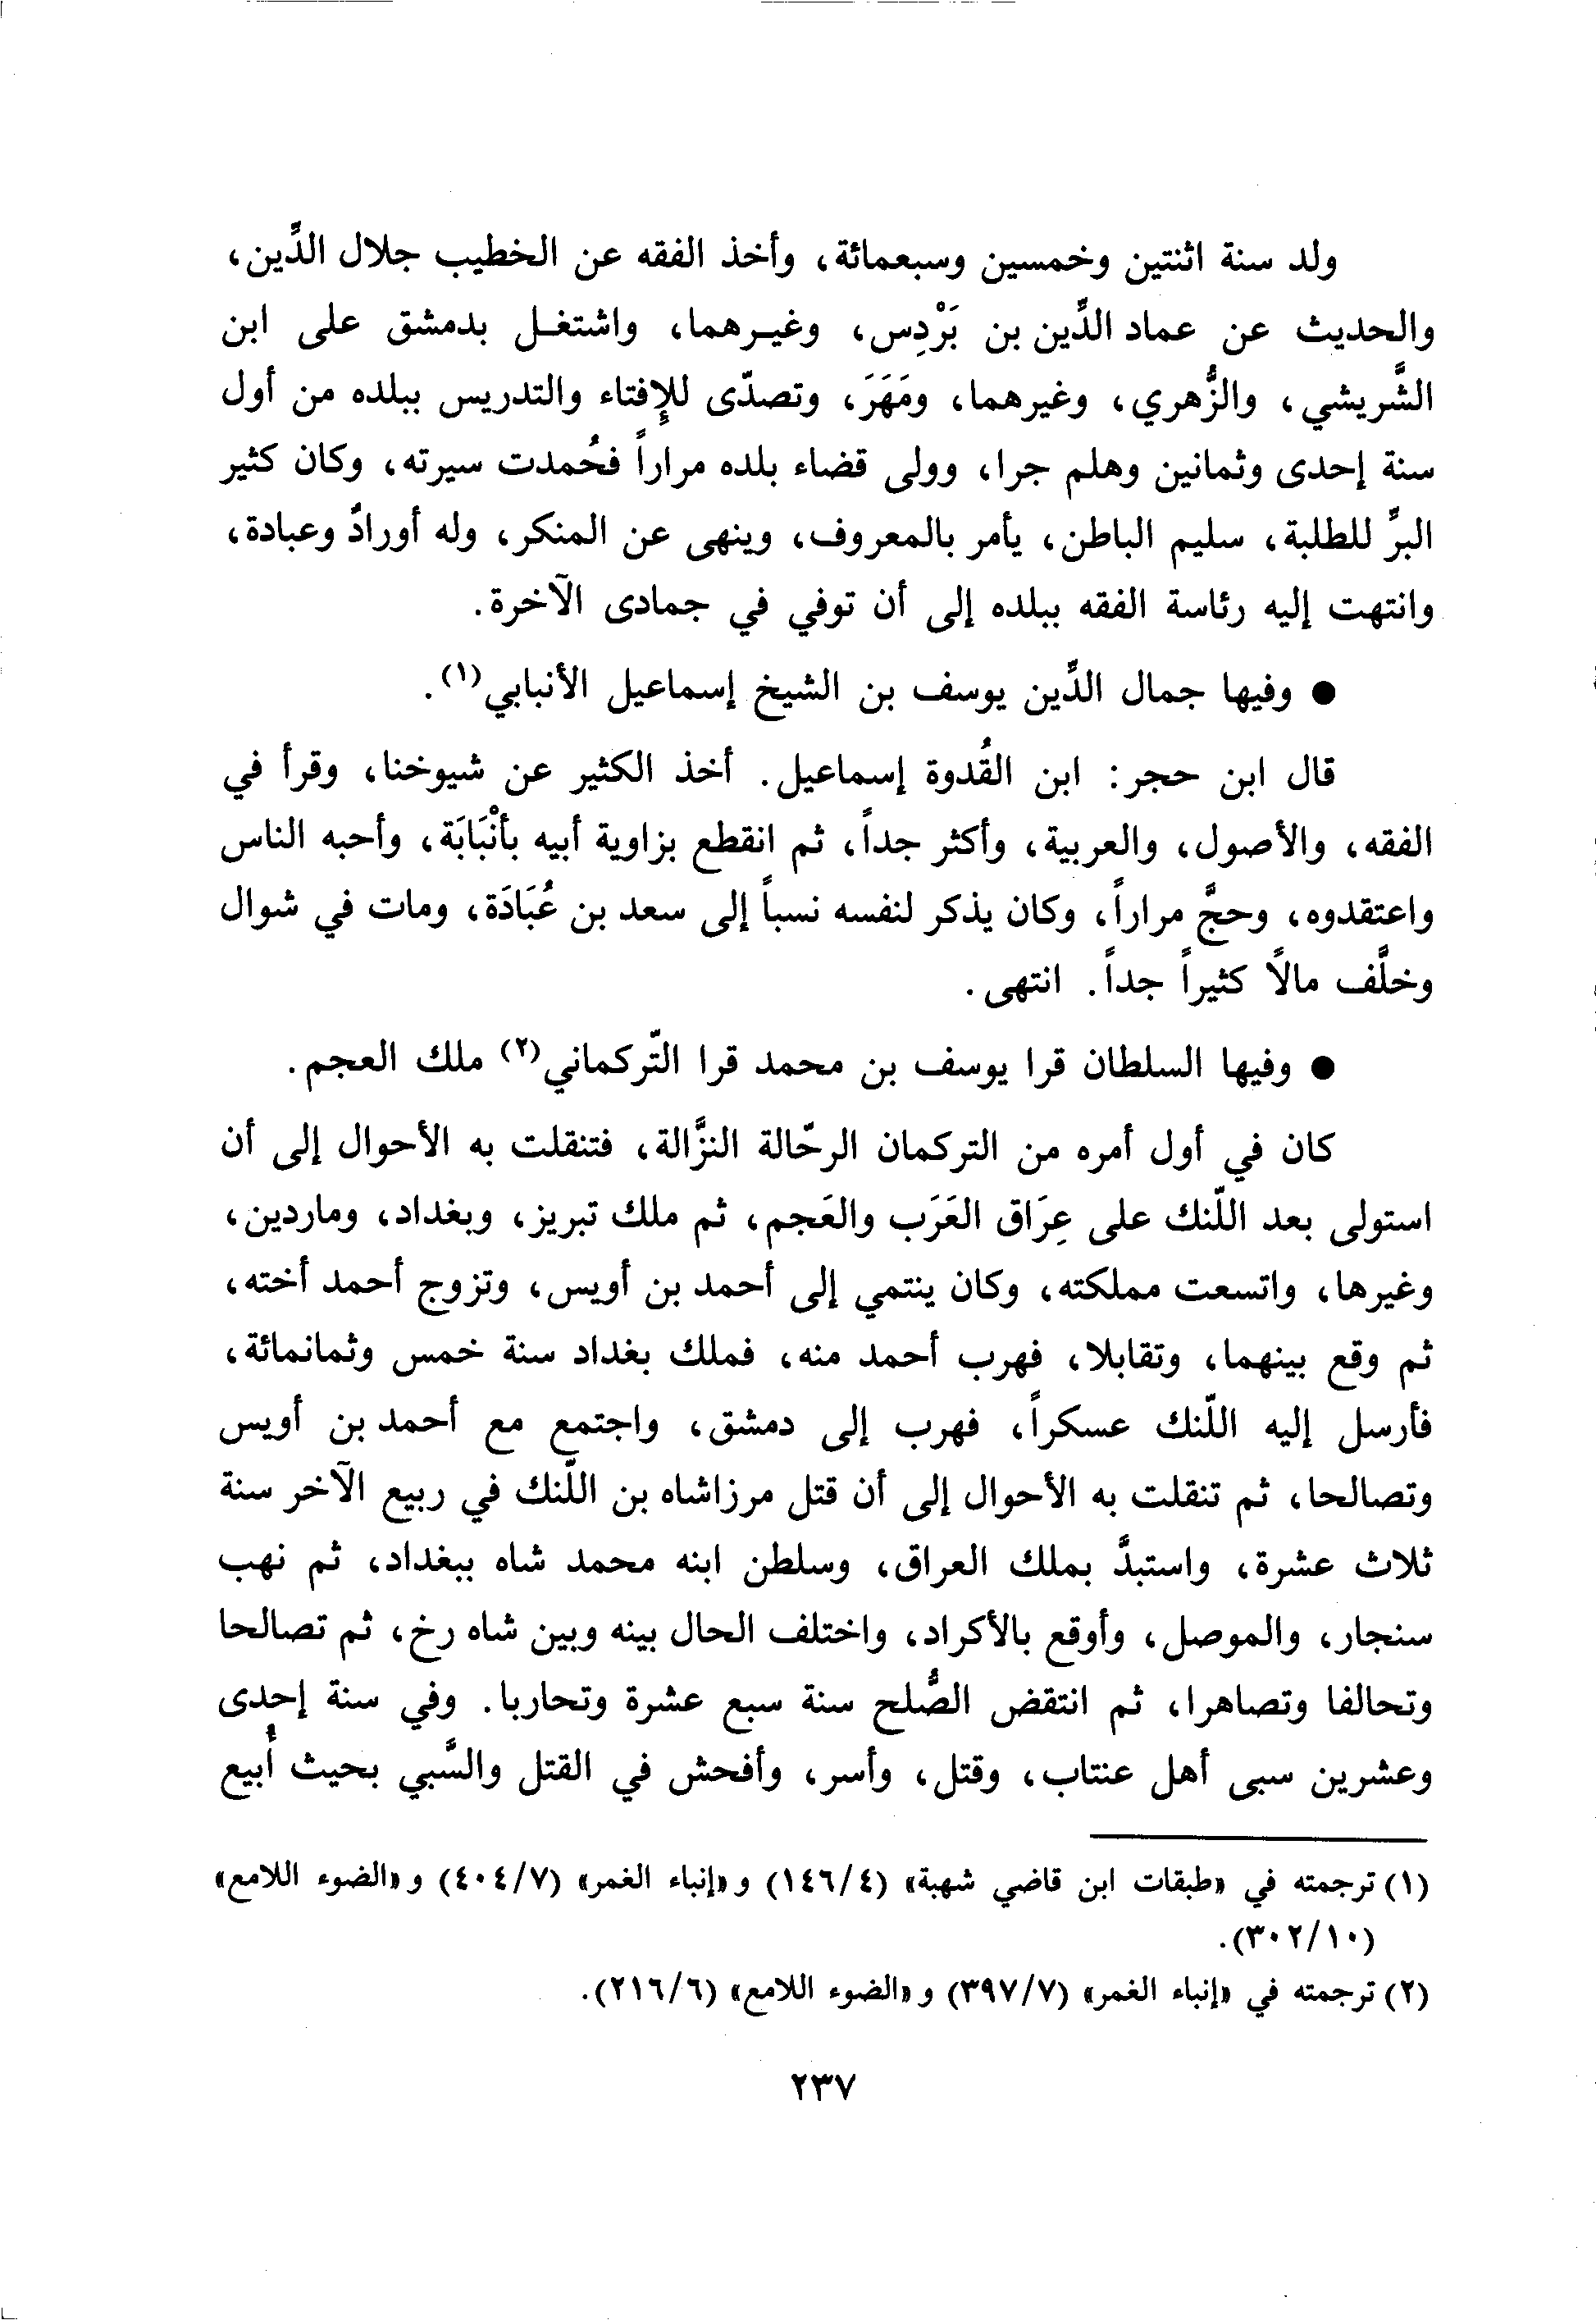 ولد سنة اثنتين وخمسين وسبعمائة، وأخذ الفقه عن الخطيب جلال الدِّين،
والحديث عن عماد الدِّين بن بَرْدِس، وغيرهما، واشتغل بدمشق على ابن
الشَّريشي، والزُّهري، وغيرهما، ومَهَرَ، وتصدّى للإفتاء والتدريس ببلده من أول
سنة إحدى وثمانين وهلم جرا، وولى قضاء بلده مراراً فحُمدت سيرته، وكان كثير
البرِّ للطلبة، سليم الباطن، يأمر بالمعروف، وينهى عن المنكر، وله أورادٌ وعبادة،
وانتهت إليه رئاسة الفقه ببلده إلى أن توفي في جمادى الآخرة.
● وفيها جمال الدِّين يوسف بن الشيخ إسماعيل الأنبابي(١).
قال ابن حجر: ابن القُدوة إسماعيل. أخذ الكثير عن شيوخنا، وقرأ في
الفقه، والأصول، والعربية، وأكثر جداً، ثم انقطع بزاوية أبيه بأنْبَابَة، وأحبه الناس
واعتقدوه، وحجَّ مراراً، وكان يذكر لنفسه نسباً إلى سعد بن عُبَادَة، ومات في شوال
وخلَّف مالاً كثيراً جداً. انتهى.
● وفيها السلطان قرا يوسف بن محمد قرا التّركماني(٢) ملك العجم.
كان في أول أمره من التركمان الرحّالة النزَّالة، فتنقلت به الأحوال إلى أن
استولى بعد اللّنك على عِرَاق العَرَب والعَجم، ثم ملك تبريز، وبغداد، وماردين،
وغيرها، واتسعت مملكته، وكان ينتمي إلى أحمد بن أويس، وتزوج أحمد أخته،
ثم وقع بينهما، وتقابلا، فهرب أحمد منه، فملك بغداد سنة خمس وثمانمائة،
فأرسل إليه اللّنك عسكراً، فهرب إلى دمشق، واجتمع مع أحمد بن أويس
وتصالحا، ثم تنقلت به الأحوال إلى أن قتل مرزاشاه بن اللّنك في ربيع الآخر سنة
ثلاث عشرة، واستبدَّ بملك العراق، وسلطن ابنه محمد شاه ببغداد، ثم نهب
سنجار، والموصل، وأوقع بالأكراد، واختلف الحال بينه وبين شاه رخ، ثم تصالحا
وتحالفا وتصاهرا، ثم انتقض الصُّلح سنة سبع عشرة وتحاربا. وفي سنة إحدى
وعشرين سبى أهل عنتاب، وقتل، وأسر، وأفحش في القتل والسَّبي بحيث أُبيع
(١) ترجمته في «طبقات ابن قاضي شهبة» (١٤٦/٤) و«إنباء الغمر» (٤٠٤/٧) و«الضوء اللامع»
(٣٠٢/١٠).
(٢) ترجمته في «إنباء الغمر» (٣٩٧/٧) و«الضوء اللامع» (٢١٦/٦).
٢٣٧